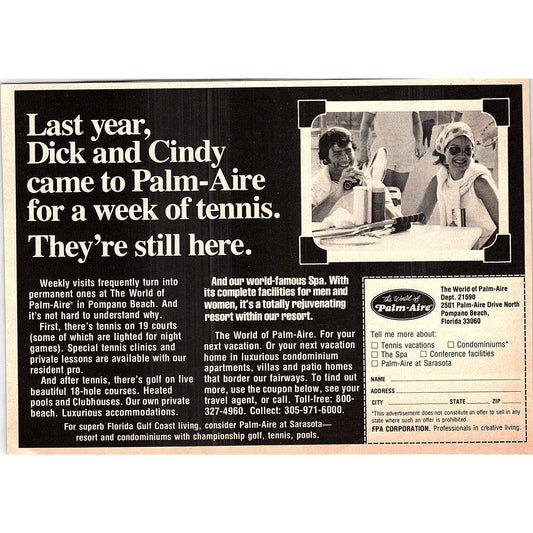 Last year,
Dick and Cindy
came to Palm-Aire
for a week of tennis.
They're still here.
Weekly visits frequently turn into
permanent ones at The World of
Palm-Aire® in Pompano Beach. And
it's not hard to understand why.
First, there's tennis on 19 courts
(some of which are lighted for night
games). Special tennis clinics and
private lessons are available with our
resident pro.
And after tennis, there's golf on five
beautiful 18-hole courses. Heated
pools and Clubhouses. Our own private
beach. Luxurious accommodations.
And our world-famous Spa. With
its complete facilities for men and
women, it's a totally rejuvenating
resort within our resort.
The World of Palm-Aire. For your
next vacation. Or your next vacation
home in luxurious condominium
apartments, villas and patio homes
that border our fairways. To find out
more, use the coupon below, see your
travel agent, or call. Toll-free: 800-
327-4960. Collect: 305-971-6000.
For superb Florida Gulf Coast living, consider Palm-Aire at Sarasota—
resort and condominiums with championship golf, tennis, pools.
The World of
Palm-Aire®
The World of Palm-Aire
Dept. 21590
2501 Palm-Aire Drive North
Pompano Beach,
Florida 33060
Tell me more about:
☐ Tennis vacations ☐ Condominiums*
☐ The Spa ☐ Conference facilities
☐ Palm-Aire at Sarasota
NAME
ADDRESS
CITY STATE ZIP
*This advertisement does not constitute an offer to sell in any
state where such an offer is prohibited.
FPA CORPORATION. Professionals in creative living.